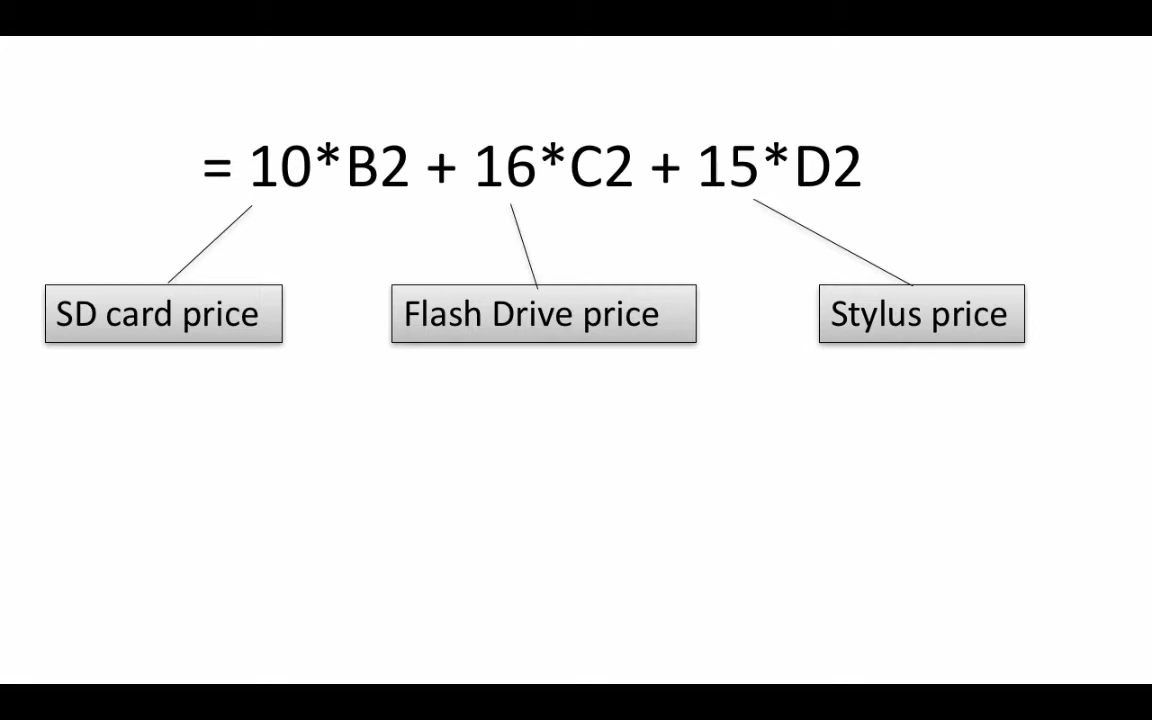 = 10*B2 + 16*C2 + 15*D2
SD card price
Flash Drive price
Stylus price